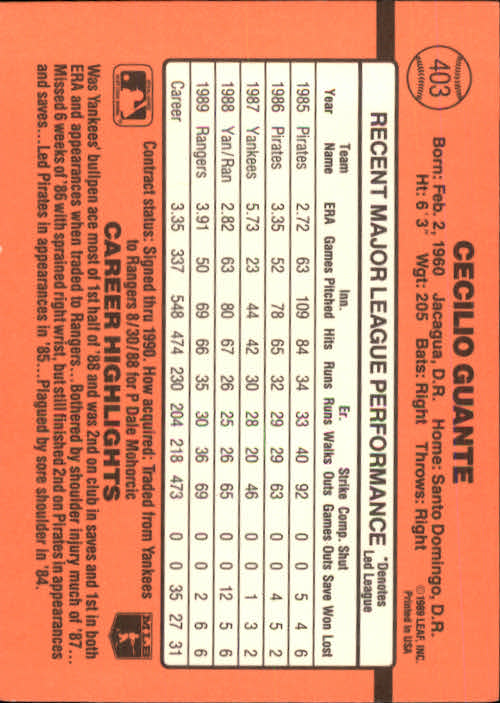 403
CECILIO GUANTE
Born: Feb. 2, 1960 Jacagua, D.R. Home: Santo Domingo, D.R.
Ht: 6' 3" Wgt: 205 Bats: Right Throws: Right
©1989 LEAF, INC.
Printed in USA
RECENT MAJOR LEAGUE PERFORMANCE *Denotes Led League
Year Team Name ERA Games Inn. Pitched Hits Runs Er. Runs Walks Strike Outs Comp. Games Shut Outs Save Won Lost
1985 Pirates 2.72 63 109 84 34 33 40 92 0 0 5 4 6
1986 Pirates 3.35 52 78 65 32 29 29 63 0 0 4 5 2
1987 Yankees 5.73 23 44 42 30 28 20 46 0 0 1 3 2
1988 Yan/Ran 2.82 63 80 67 26 25 26 65 0 0 12 5 6
1989 Rangers 3.91 50 69 66 35 30 36 69 0 0 2 6 6
Career 3.35 337 548 474 230 204 218 473 0 0 35 27 31
Contract status: Signed thru 1990. How acquired: Traded from Yankees
to Rangers 8/30/88 for P Dale Mohorcic
MLB
CAREER HIGHLIGHTS
Was Yankees' bullpen ace most of 1st half of '88 and was 2nd on club in saves and 1st in both
ERA and appearances when traded to Rangers...Bothered by shoulder injury much of '87...
Missed 6 weeks of '86 with sprained right wrist, but still finished 2nd on Pirates in appearances
and saves...Led Pirates in appearances in '85...Plagued by sore shoulder in '84.